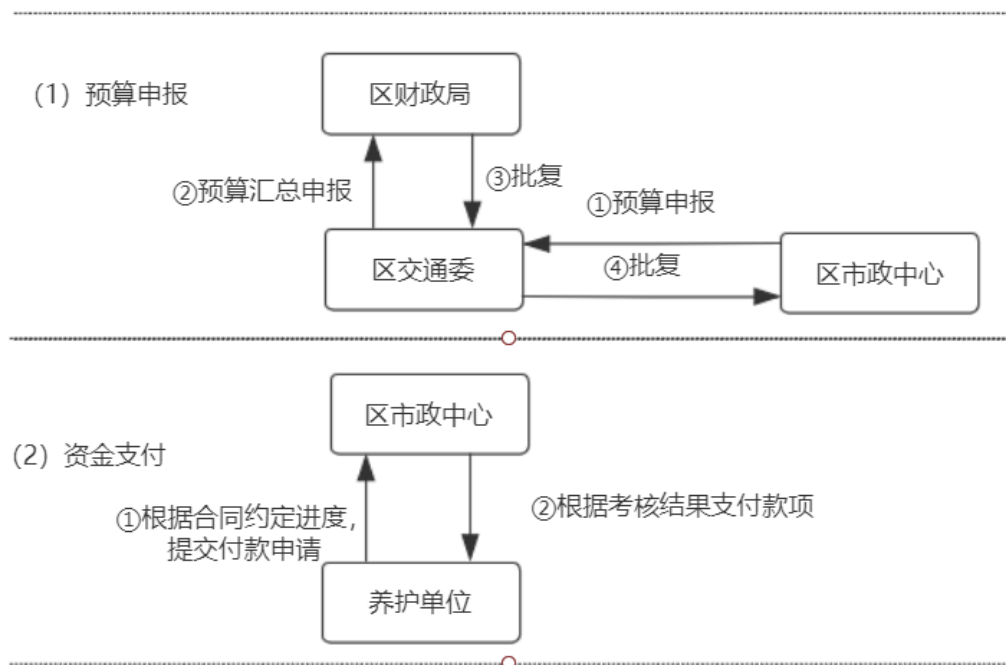 （1）预算申报
区财政局
②预算汇总申报
③批复
①预算申报
区交通委
④批复
区市政中心
区市政中心
（2）资金支付
①根据合同约定进度，
提交付款申请
②根据考核结果支付款项
养护单位